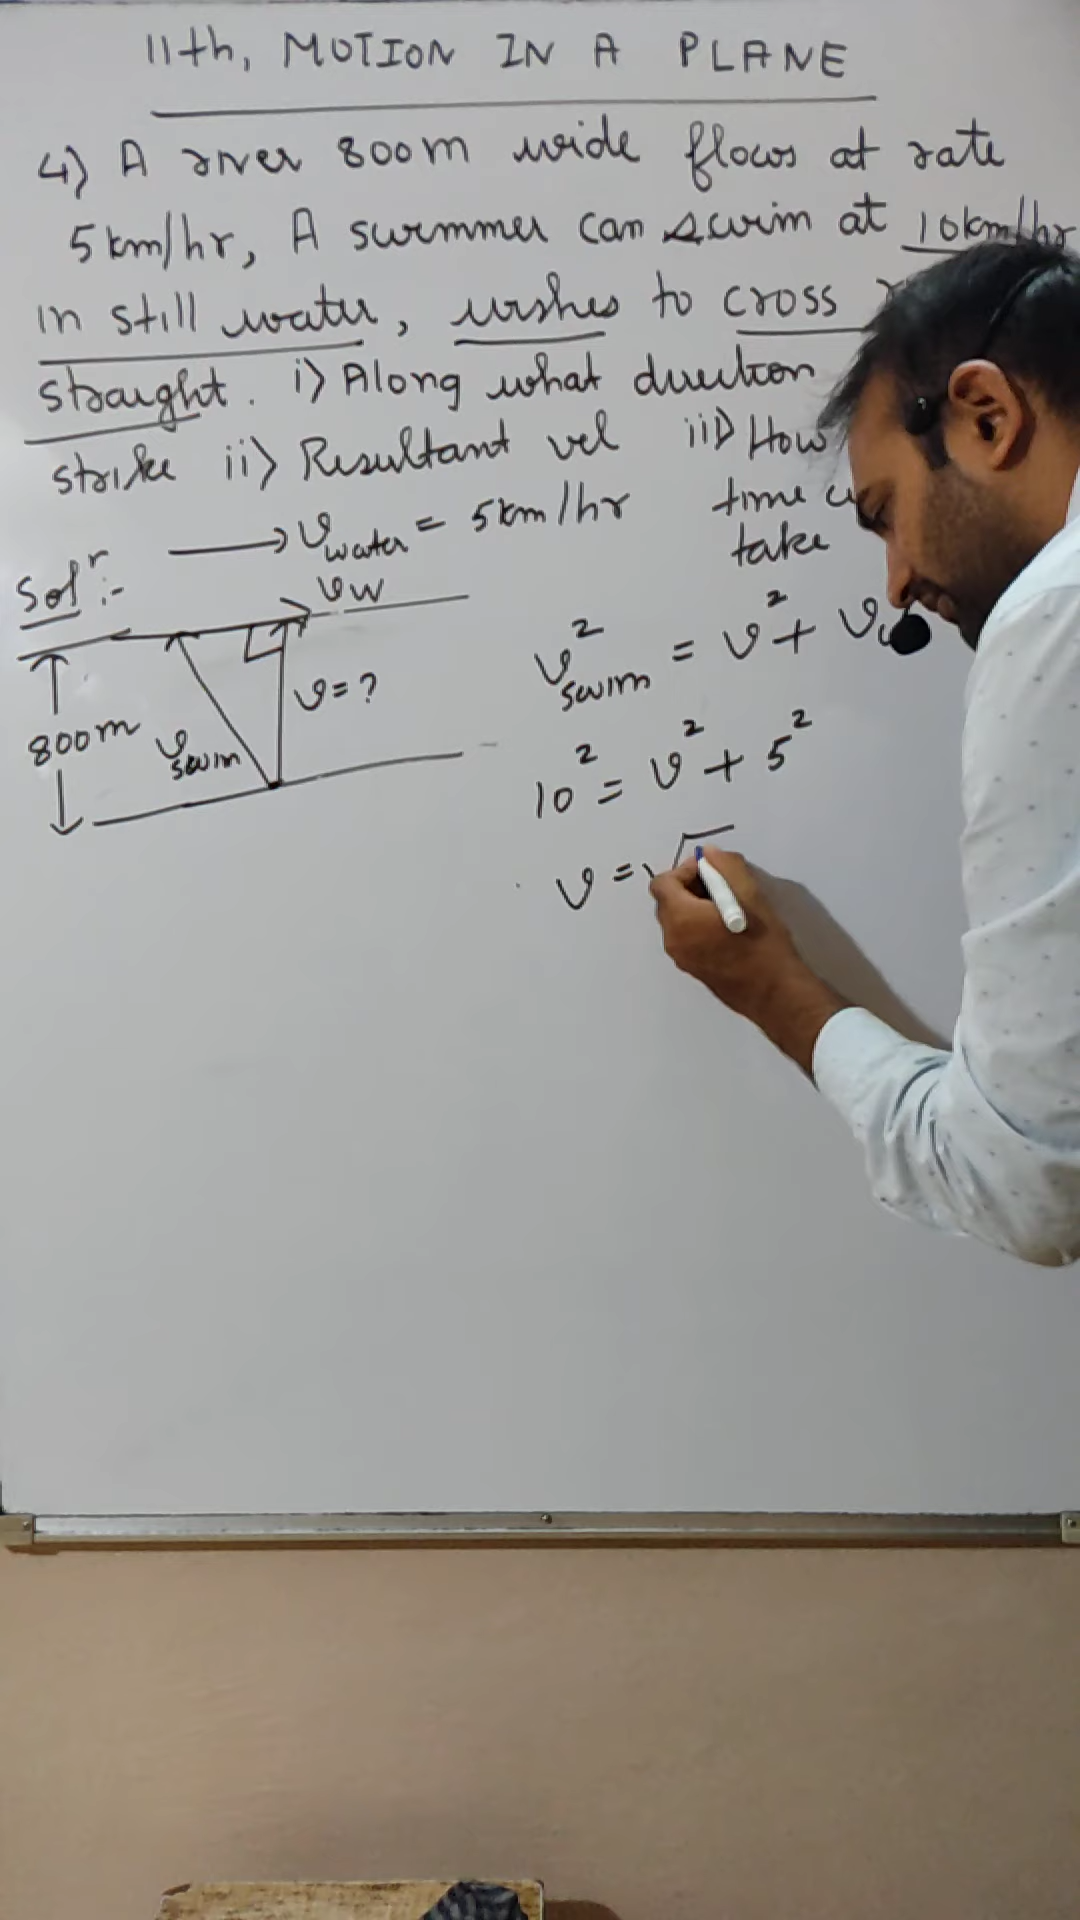 11th, MOTION IN A PLANE
4) A river 800m wide flows at rate
5km/hr, A swimmer can swim at 10km/hr
in still water, wishes to cross
straight. i) Along what direction
strike ii) Resultant vel iii) How
time
take
Solⁿ:- → v water = 5km/hr
vw
800m
v swim
v = ?
v²swim = v² + v
10² = v² + 5²
v = √